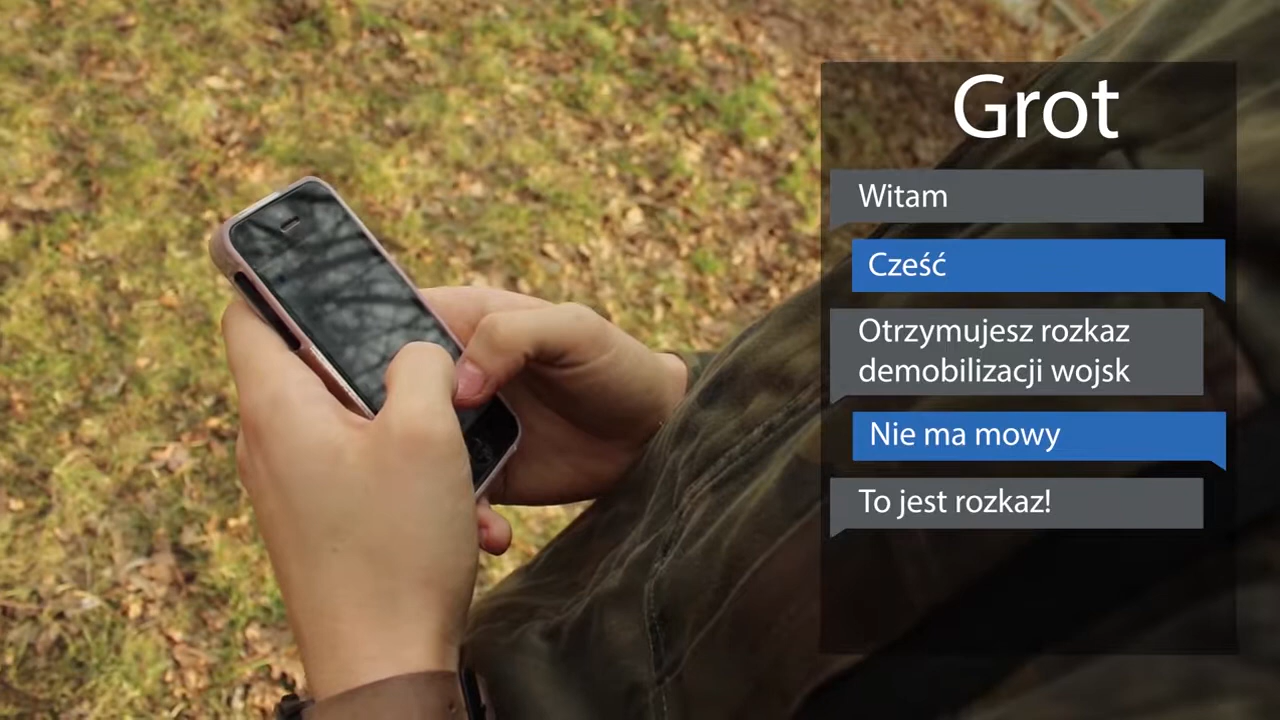 Grot
Witam
Cześć
Otrzymujesz rozkaz
demobilizacji wojsk
Nie ma mowy
To jest rozkaz!